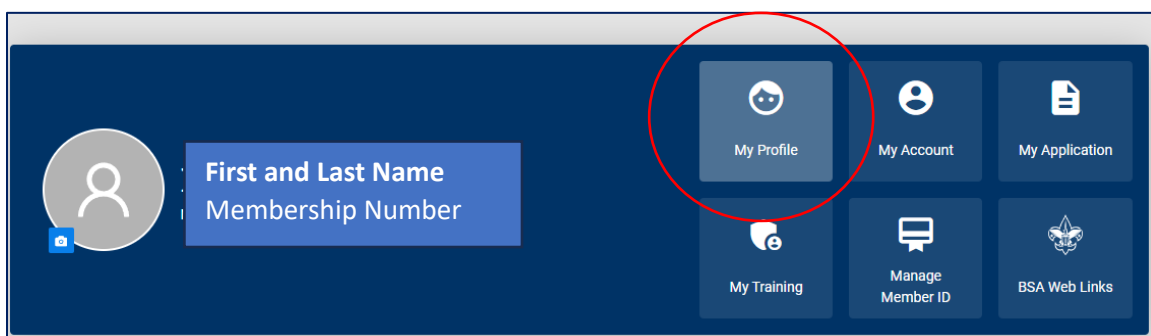 My Profile
My Account
My Application
First and Last Name
Membership Number
My Training
Manage
Member ID
BSA Web Links